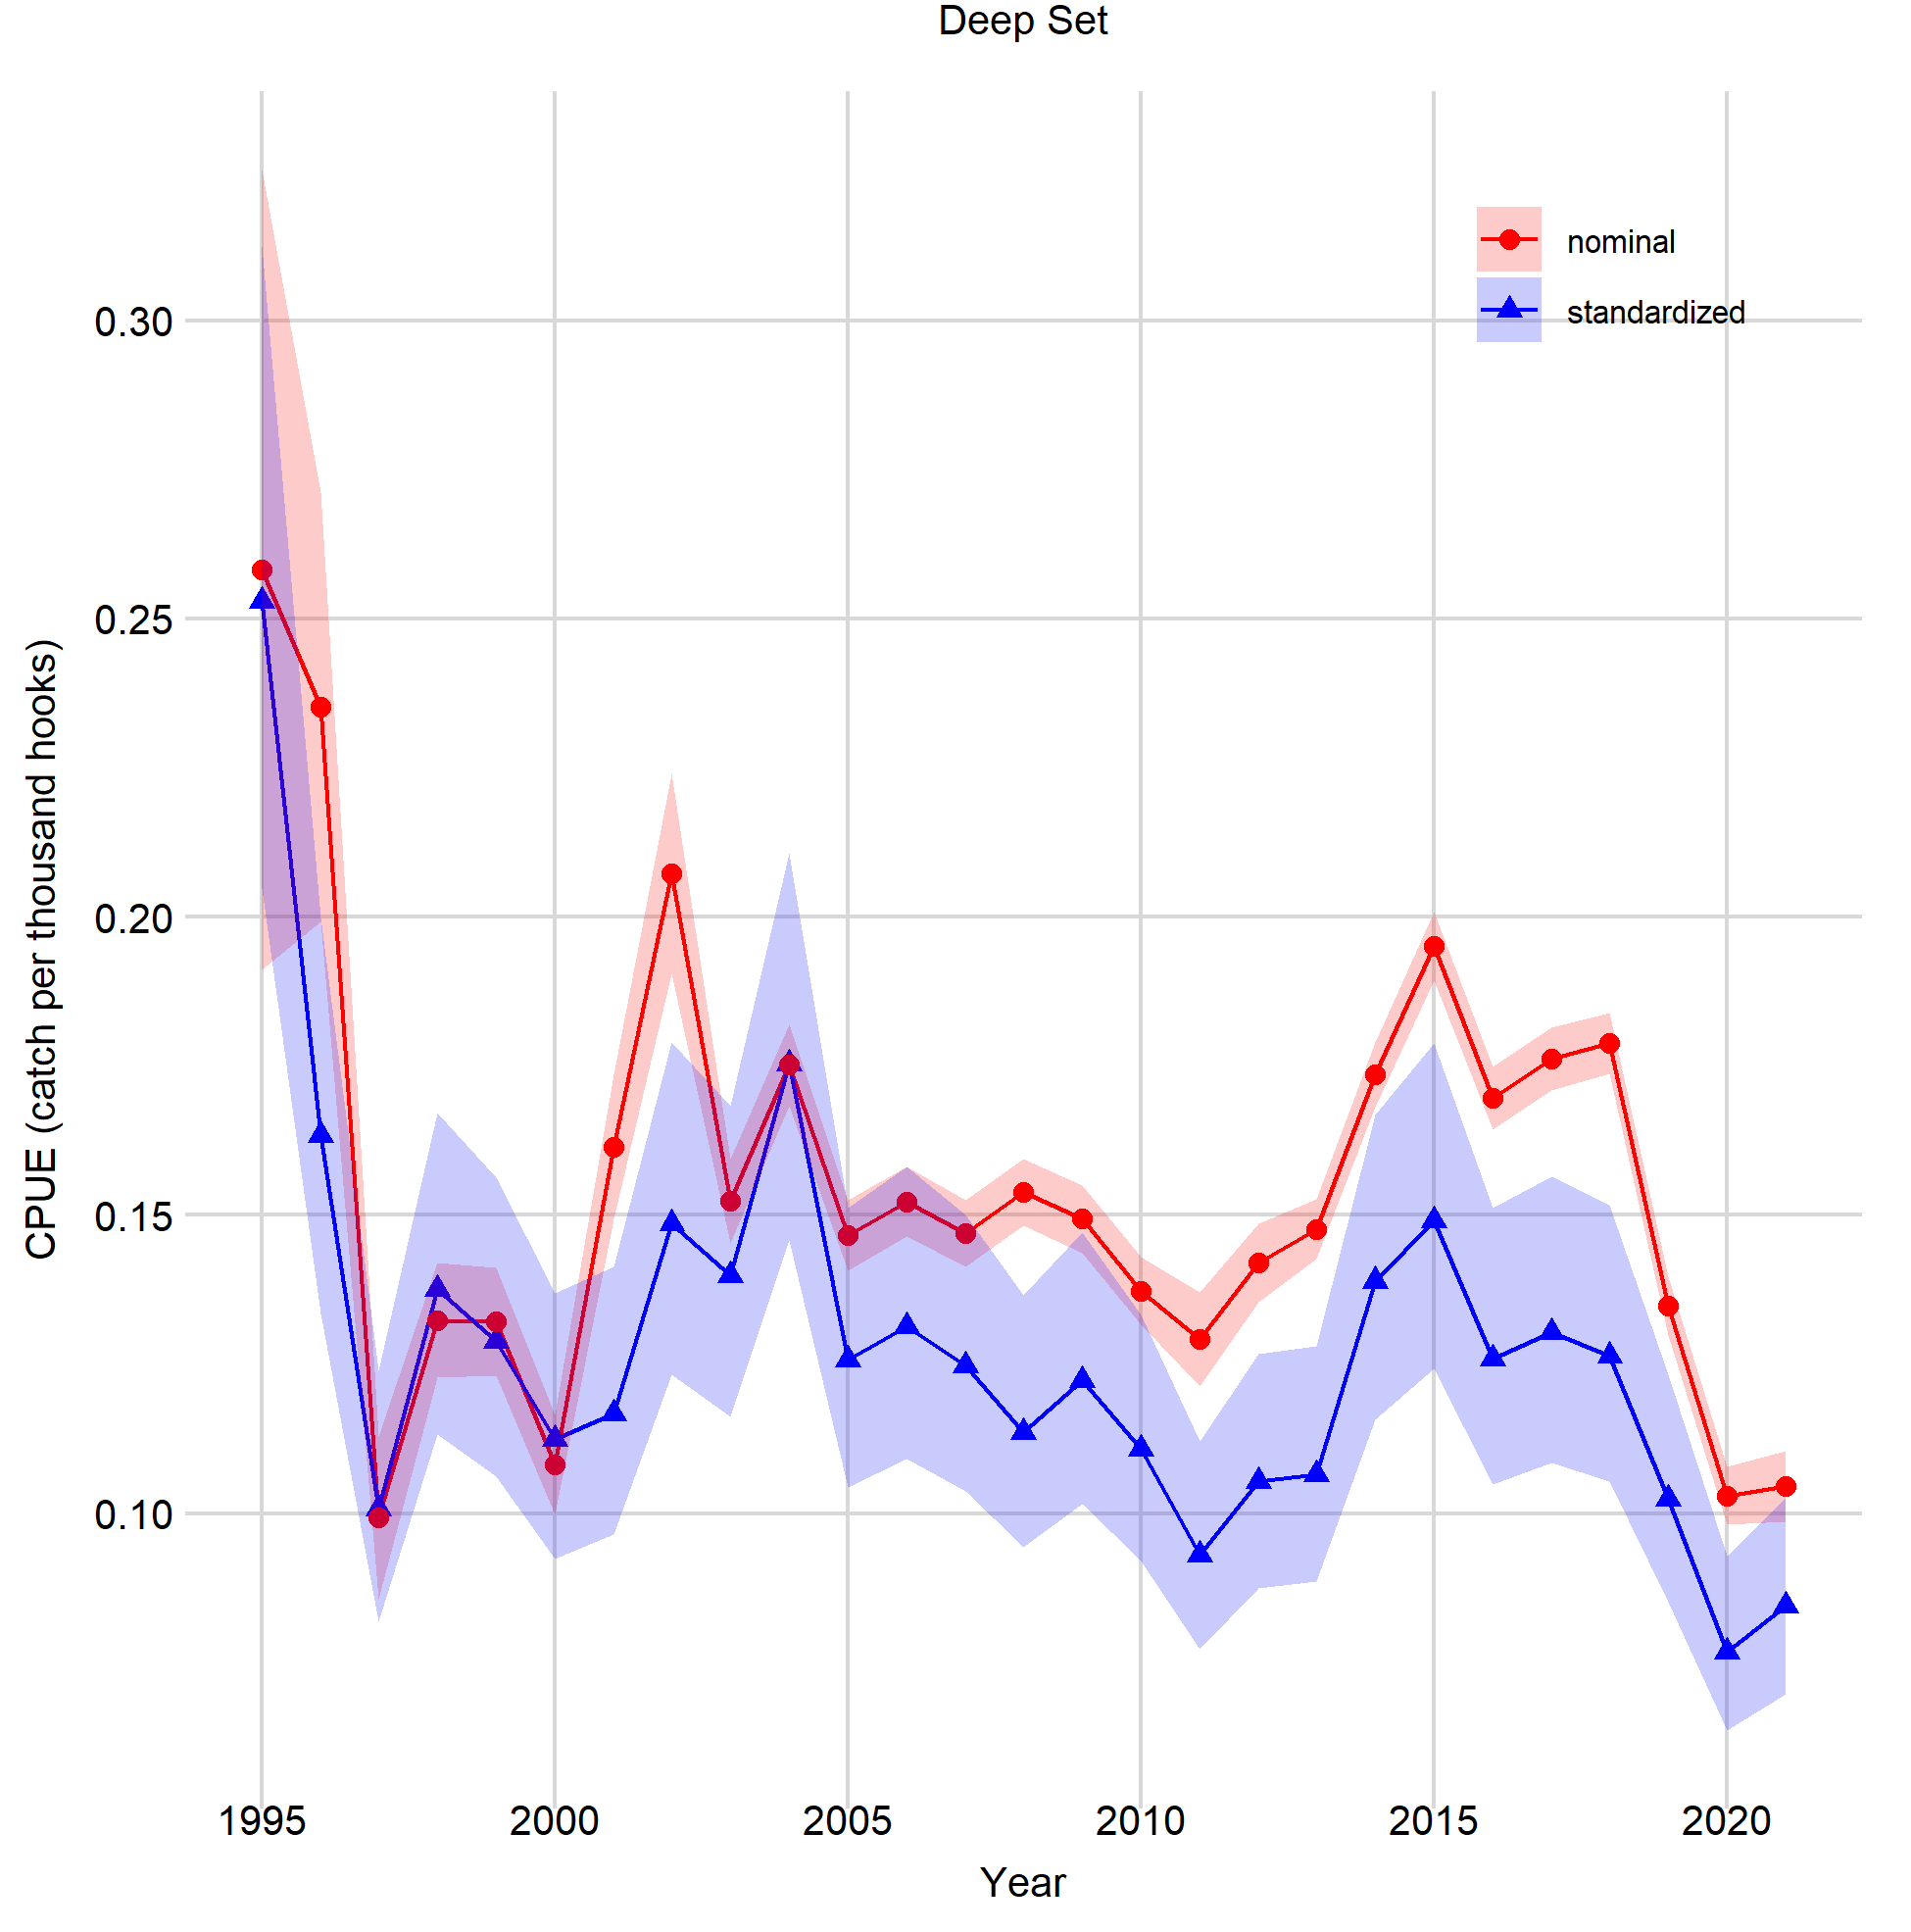 Deep Set
nominal
standardized
0.30
0.25
0.20
0.15
0.10
CPUE (catch per thousand hooks)
1995 2000 2005 2010 2015 2020
Year